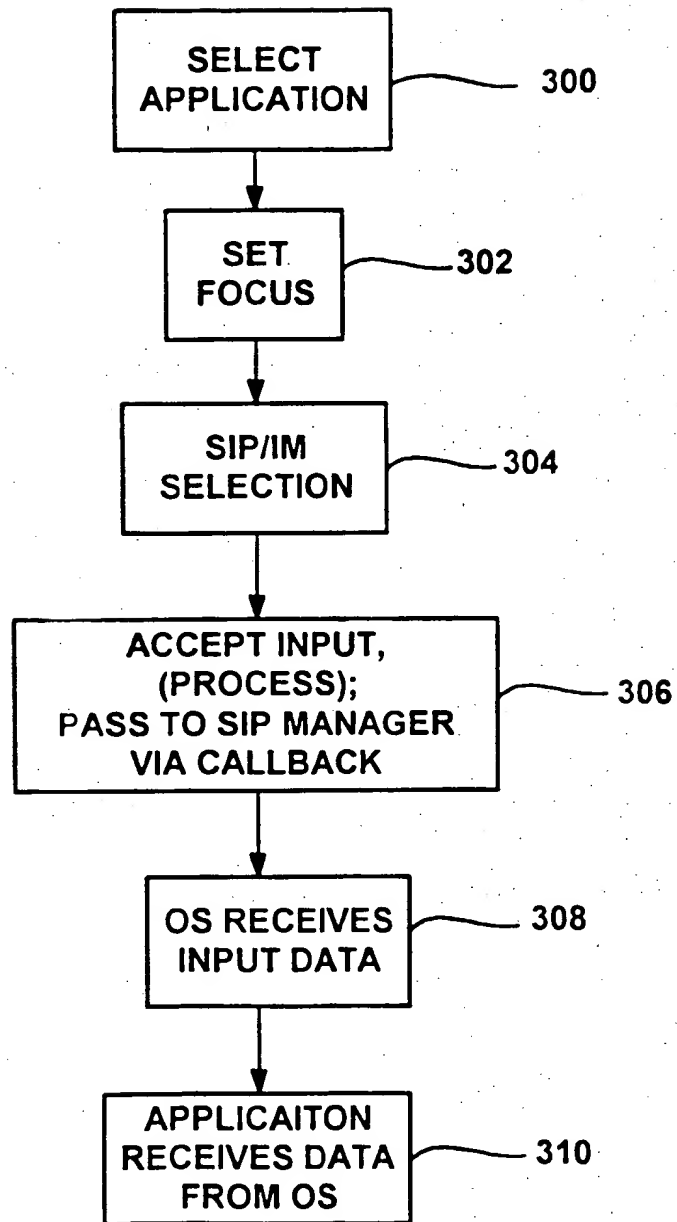 SELECT
APPLICATION
300
SET
FOCUS
302
SIP/IM
SELECTION
304
ACCEPT INPUT,
(PROCESS);
PASS TO SIP MANAGER
VIA CALLBACK
306
OS RECEIVES
INPUT DATA
308
APPLICAITON
RECEIVES DATA
FROM OS
310